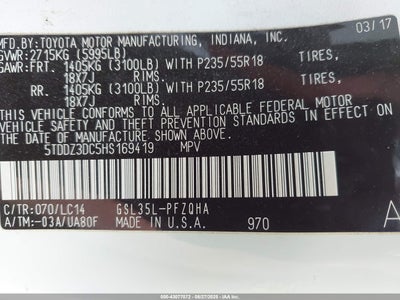 MFD.BY: TOYOTA MOTOR MANUFACTURING, INDIANA, INC.
03/17
GVWR: 2715KG (5995LB)
GAWR: FRT. 1405KG (3100LB) WITH P235/55R18 TIRES,
18X7J RIMS.
RR. 1405KG (3100LB) WITH P235/55R18 TIRES,
18X7J RIMS.
THIS VEHICLE CONFORMS TO ALL APPLICABLE FEDERAL MOTOR
VEHICLE SAFETY AND THEFT PREVENTION STANDARDS IN
EFFECT ON THE DATE OF MANUFACTURE SHOWN ABOVE.
5TDDZ3DC5HS169419 MPV
C/TR: 070/LC14 GSL35L-PFZQHA A
A/TM: -03A/UA80F MADE IN U.S.A. 970